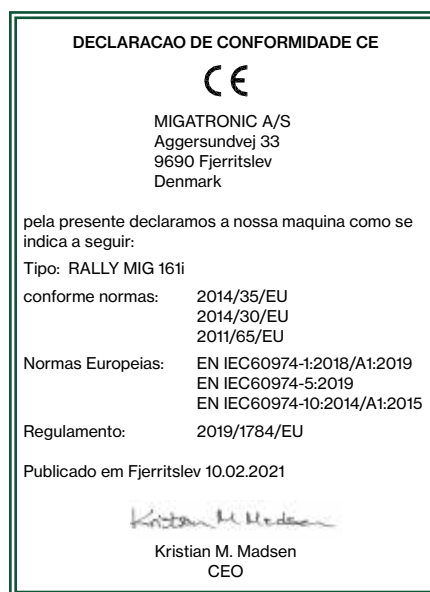 DECLARACAO DE CONFORMIDADE CE
CE
MIGATRONIC A/S
Aggersundvej 33
9690 Fjerritslev
Denmark
pela presente declaramos a nossa maquina como se
indica a seguir:
Tipo: RALLY MIG 161i
conforme normas: 2014/35/EU
2014/30/EU
2011/65/EU
Normas Europeias: EN IEC60974-1:2018/A1:2019
EN IEC60974-5:2019
EN IEC60974-10:2014/A1:2015
Regulamento: 2019/1784/EU
Publicado em Fjerritslev 10.02.2021
Kristian M Madsen
Kristian M. Madsen
CEO